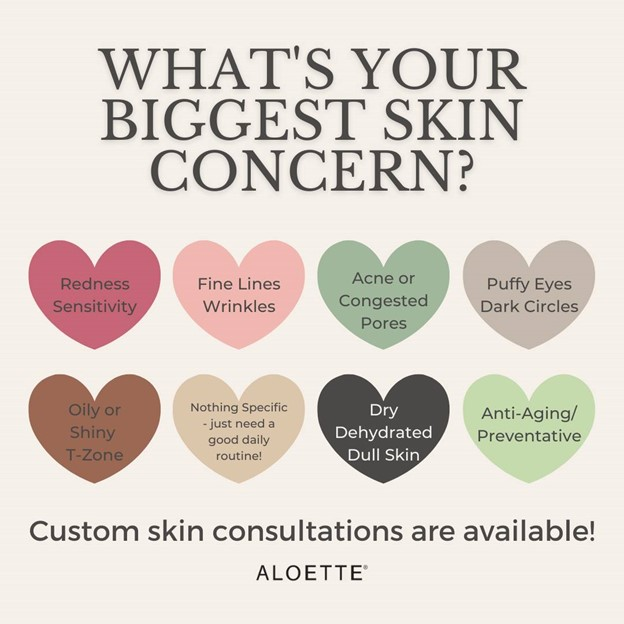 WHAT'S YOUR
BIGGEST SKIN
CONCERN?
Redness
Sensitivity
Fine Lines
Wrinkles
Acne or
Congested
Pores
Puffy Eyes
Dark Circles
Oily or
Shiny
T-Zone
Nothing Specific
- just need a
good daily
routine!
Dry
Dehydrated
Dull Skin
Anti-Aging/
Preventative
Custom skin consultations are available!
ALOETTE®